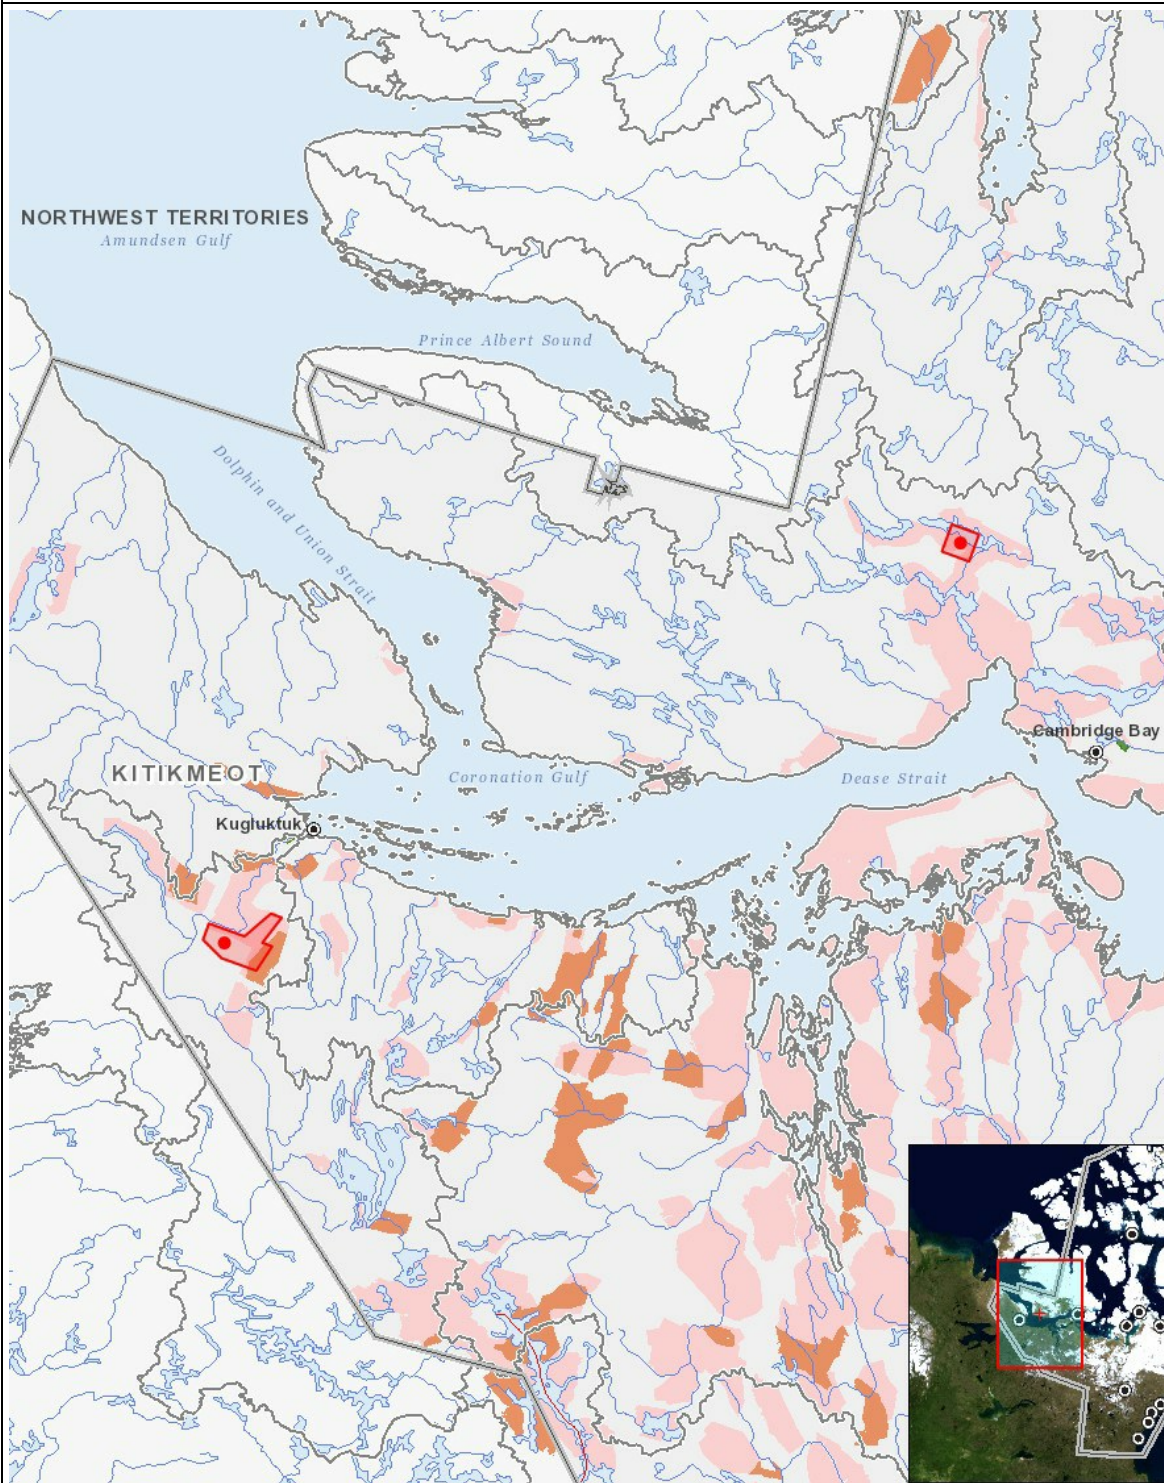 NORTHWEST TERRITORIES
Amundsen Gulf
Prince Albert Sound
Dolphin and Union Strait
Cambridge Bay
KITIKMEOT
Coronation Gulf
Dease Strait
Kugluktuk